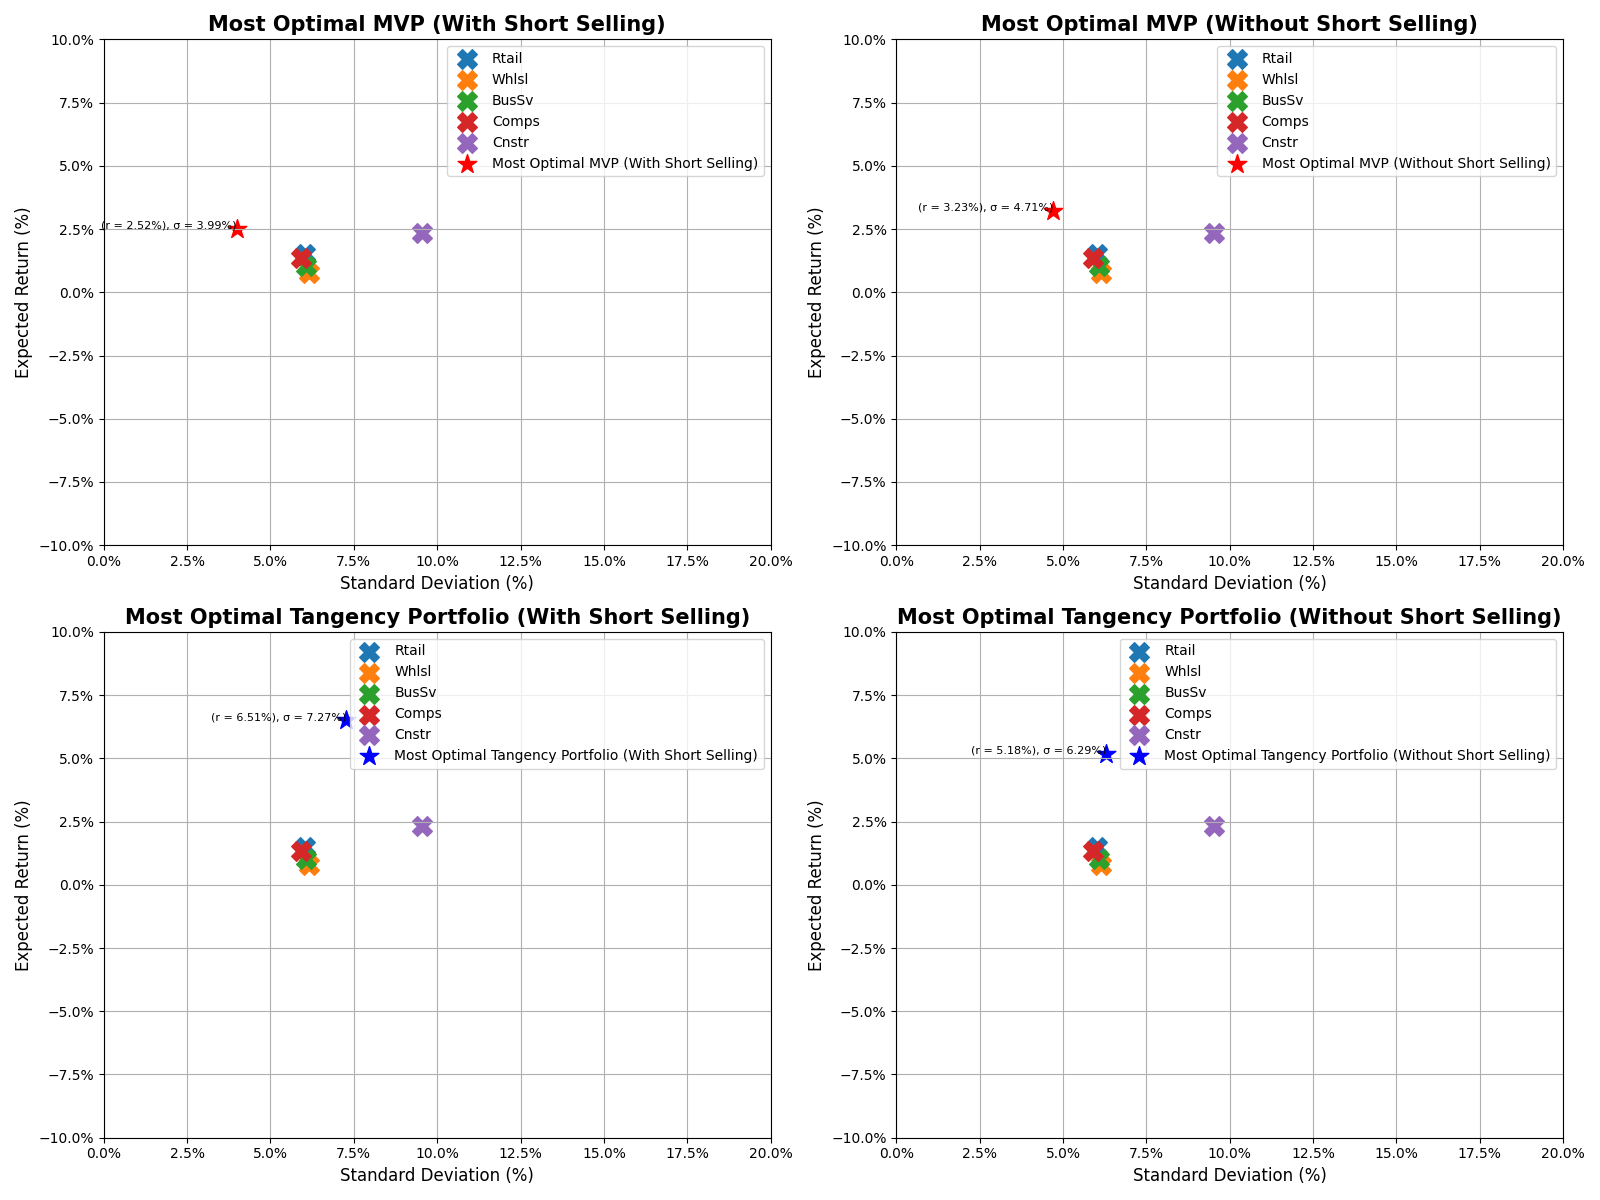 Most Optimal MVP (With Short Selling)
10.0%
7.5%
5.0%
2.5%
0.0%
−2.5%
−5.0%
−7.5%
−10.0%
Expected Return (%)
Rtail
Whlsl
BusSv
Comps
Cnstr
Most Optimal MVP (With Short Selling)
(r = 2.52%), σ = 3.99%)
0.0% 2.5% 5.0% 7.5% 10.0% 12.5% 15.0% 17.5% 20.0%
Standard Deviation (%)
Most Optimal MVP (Without Short Selling)
10.0%
7.5%
5.0%
2.5%
0.0%
−2.5%
−5.0%
−7.5%
−10.0%
Expected Return (%)
Rtail
Whlsl
BusSv
Comps
Cnstr
Most Optimal MVP (Without Short Selling)
(r = 3.23%), σ = 4.71%)
0.0% 2.5% 5.0% 7.5% 10.0% 12.5% 15.0% 17.5% 20.0%
Standard Deviation (%)
Most Optimal Tangency Portfolio (With Short Selling)
10.0%
7.5%
5.0%
2.5%
0.0%
−2.5%
−5.0%
−7.5%
−10.0%
Expected Return (%)
Rtail
Whlsl
BusSv
Comps
Cnstr
Most Optimal Tangency Portfolio (With Short Selling)
(r = 6.51%), σ = 7.27%)
0.0% 2.5% 5.0% 7.5% 10.0% 12.5% 15.0% 17.5% 20.0%
Standard Deviation (%)
Most Optimal Tangency Portfolio (Without Short Selling)
10.0%
7.5%
5.0%
2.5%
0.0%
−2.5%
−5.0%
−7.5%
−10.0%
Expected Return (%)
Rtail
Whlsl
BusSv
Comps
Cnstr
Most Optimal Tangency Portfolio (Without Short Selling)
(r = 5.18%), σ = 6.29%)
0.0% 2.5% 5.0% 7.5% 10.0% 12.5% 15.0% 17.5% 20.0%
Standard Deviation (%)